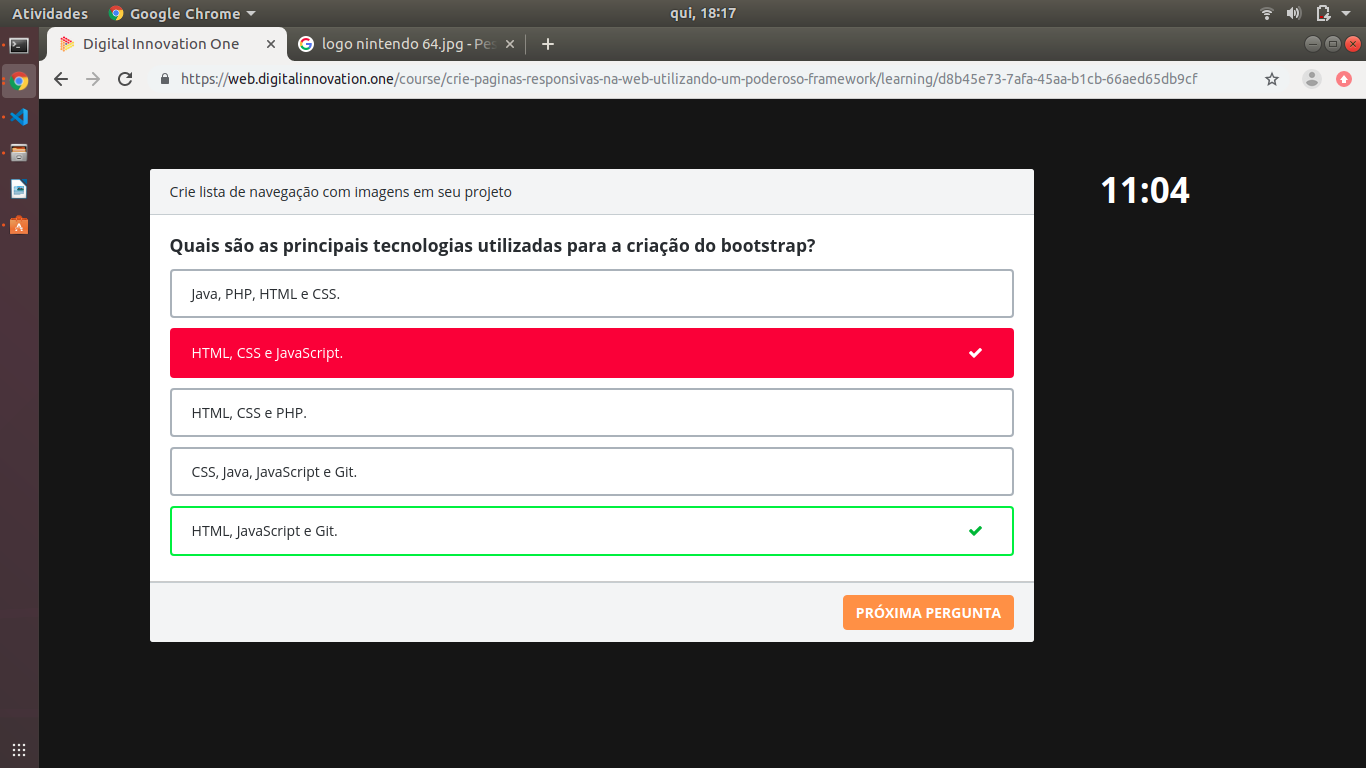 Atividades
Google Chrome
qui, 18:17
Digital Innovation One
logo nintendo 64.jpg - Pes
https://web.digitalinnovation.one/course/crie-paginas-responsivas-na-web-utilizando-um-poderoso-framework/learning/d8b45e73-7afa-45aa-b1cb-66aed65db9cf
Crie lista de navegação com imagens em seu projeto
11:04
Quais são as principais tecnologias utilizadas para a criação do bootstrap?
Java, PHP, HTML e CSS.
HTML, CSS e JavaScript.
HTML, CSS e PHP.
CSS, Java, JavaScript e Git.
HTML, JavaScript e Git.
PRÓXIMA PERGUNTA